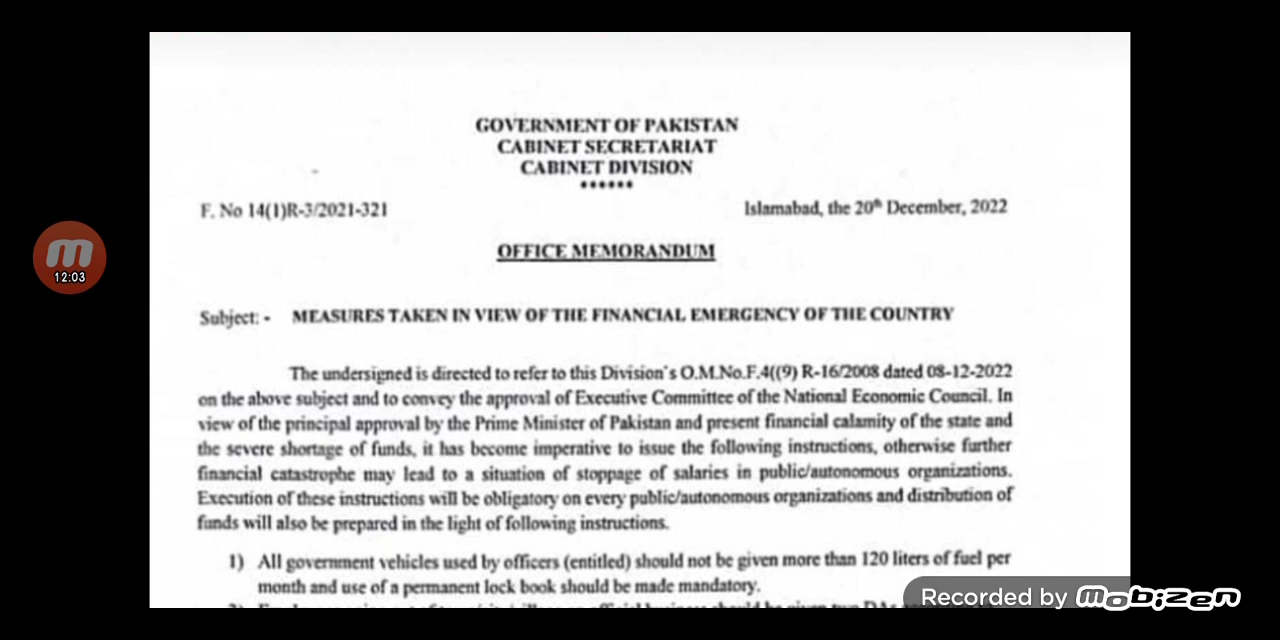 GOVERNMENT OF PAKISTAN
CABINET SECRETARIAT
CABINET DIVISION
******
F. No 14(1)R-3/2021-321
Islamabad, the 20th December, 2022
OFFICE MEMORANDUM
Subject: - MEASURES TAKEN IN VIEW OF THE FINANCIAL EMERGENCY OF THE COUNTRY
The undersigned is directed to refer to this Division's O.M.No.F.4((9) R-16/2008 dated 08-12-2022
on the above subject and to convey the approval of Executive Committee of the National Economic Council. In
view of the principal approval by the Prime Minister of Pakistan and present financial calamity of the state and
the severe shortage of funds, it has become imperative to issue the following instructions, otherwise further
financial catastrophe may lead to a situation of stoppage of salaries in public/autonomous organizations.
Execution of these instructions will be obligatory on every public/autonomous organizations and distribution of
funds will also be prepared in the light of following instructions.
1) All government vehicles used by officers (entitled) should not be given more than 120 liters of fuel per
month and use of a permanent lock book should be made mandatory.
m
12:03
Recorded by mobizen